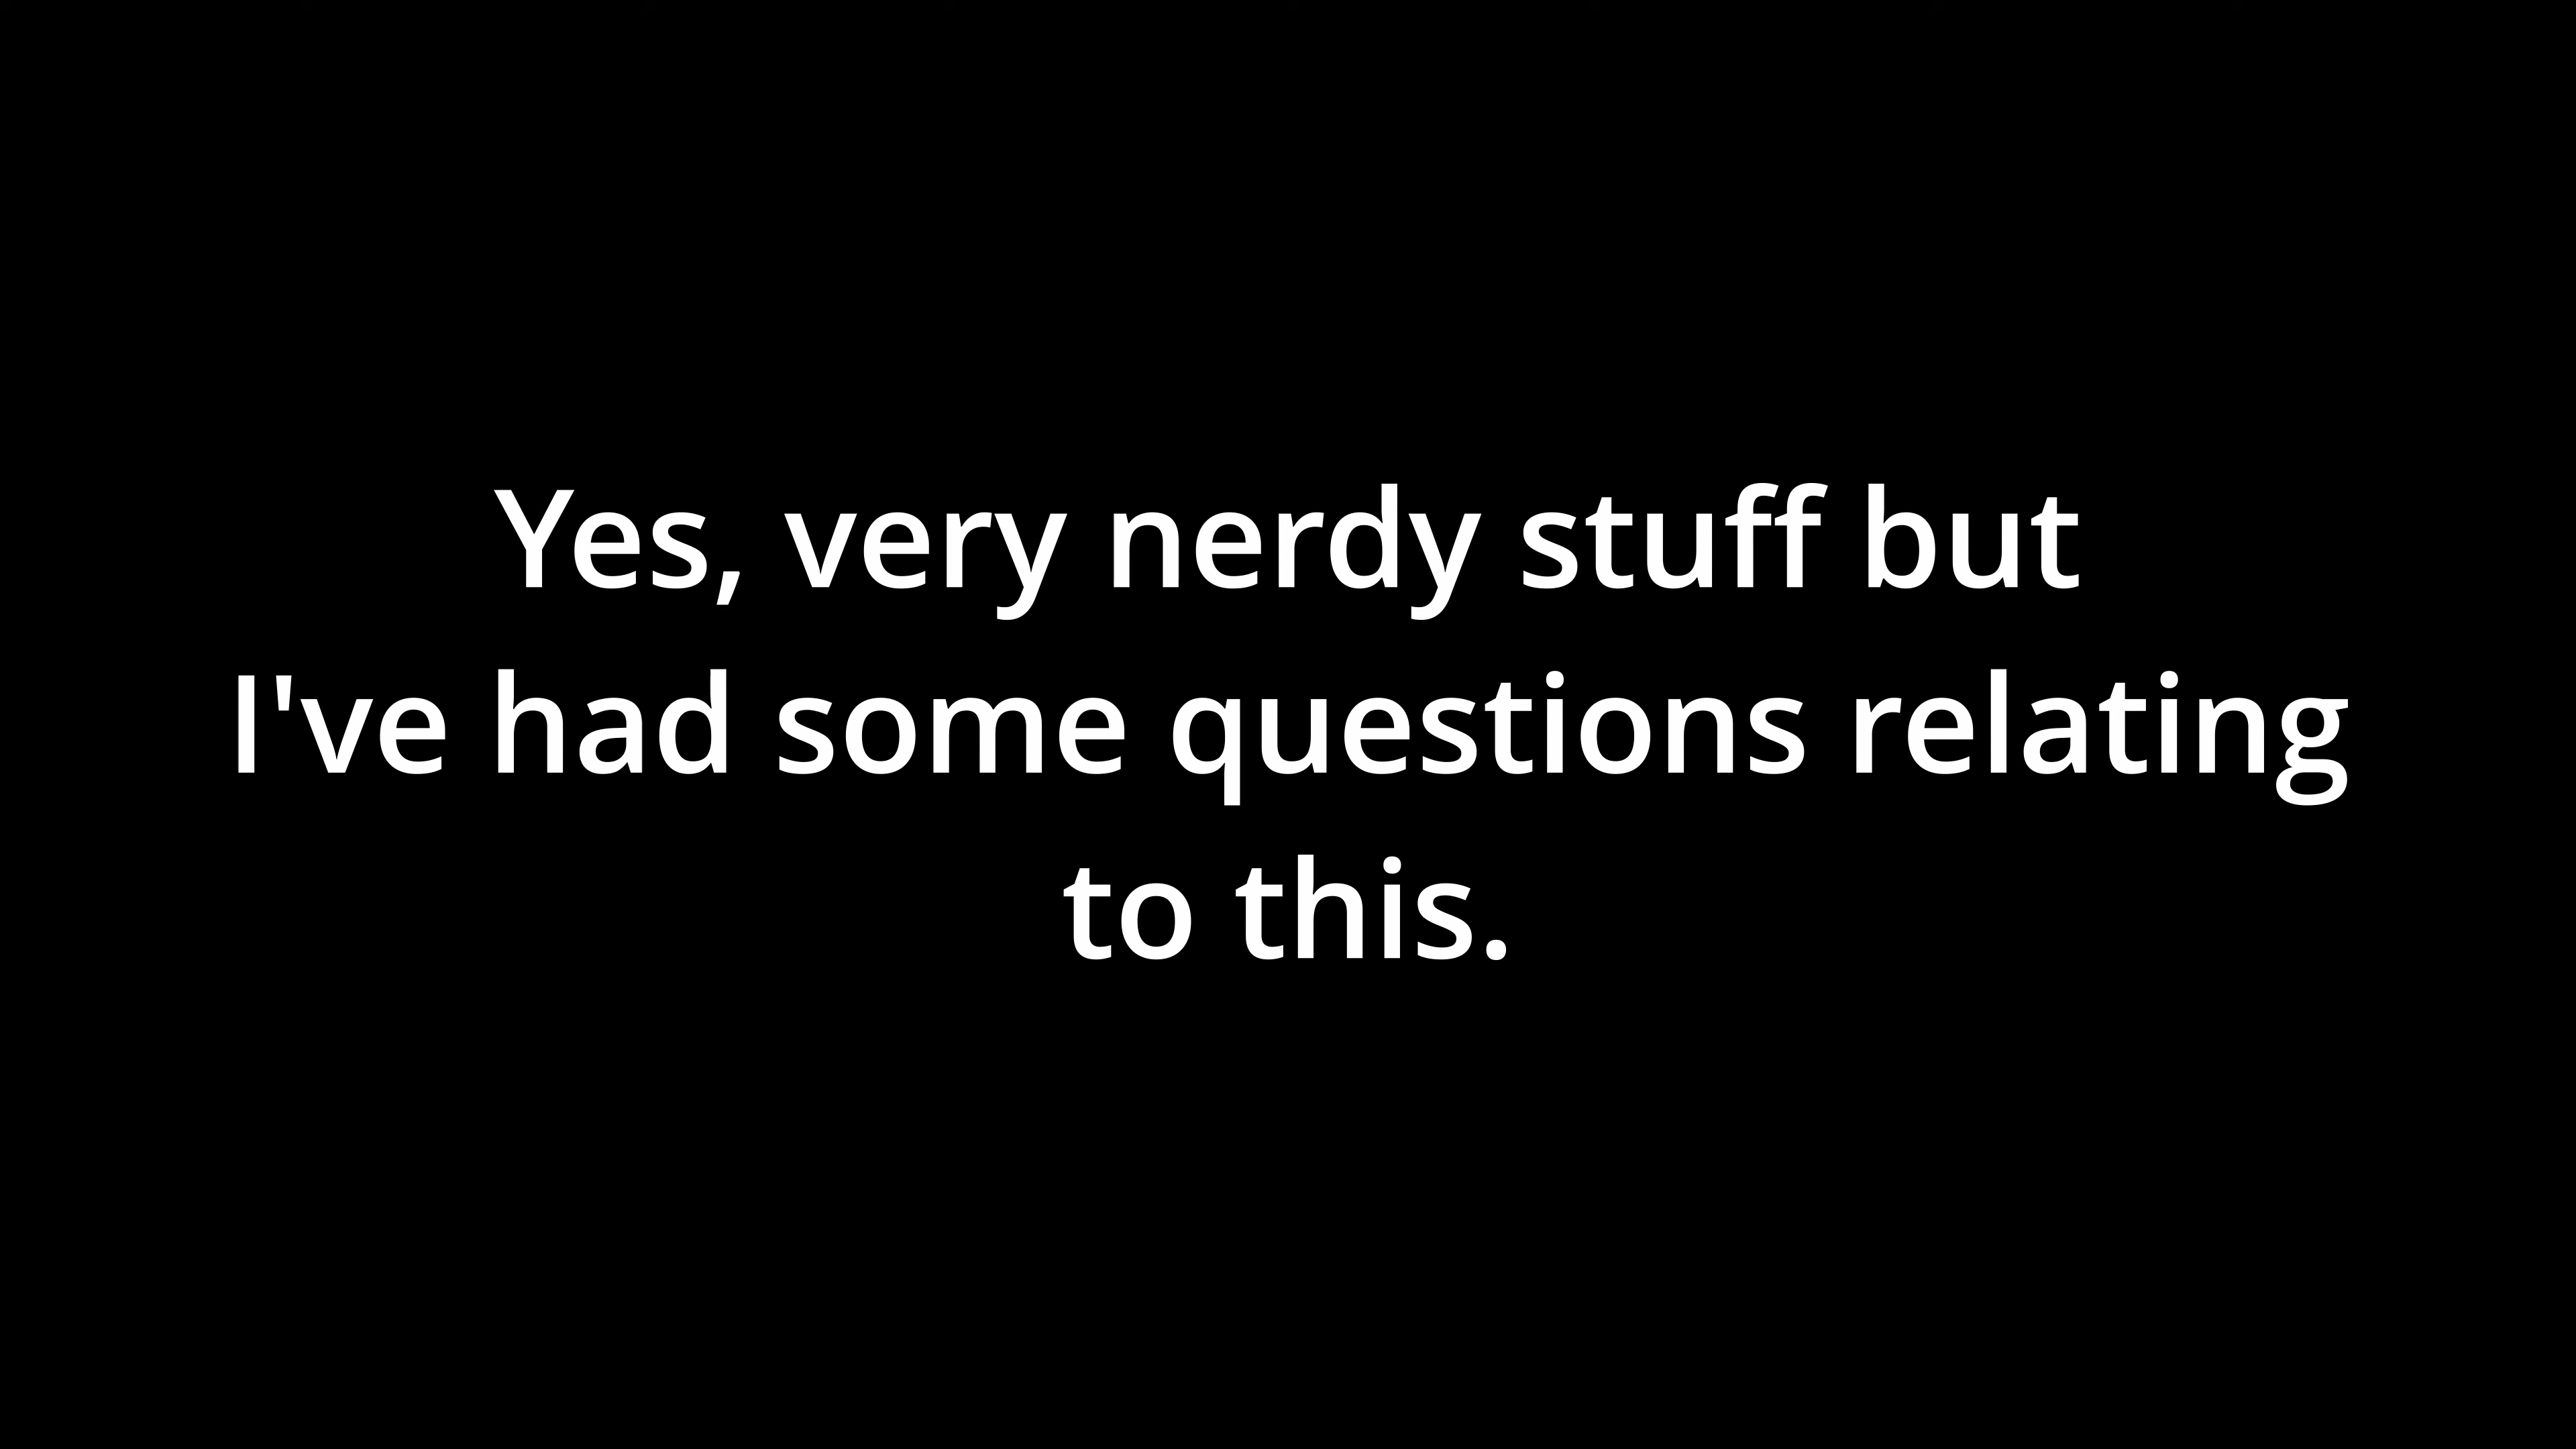 Yes, very nerdy stuff but
I've had some questions relating
to this.